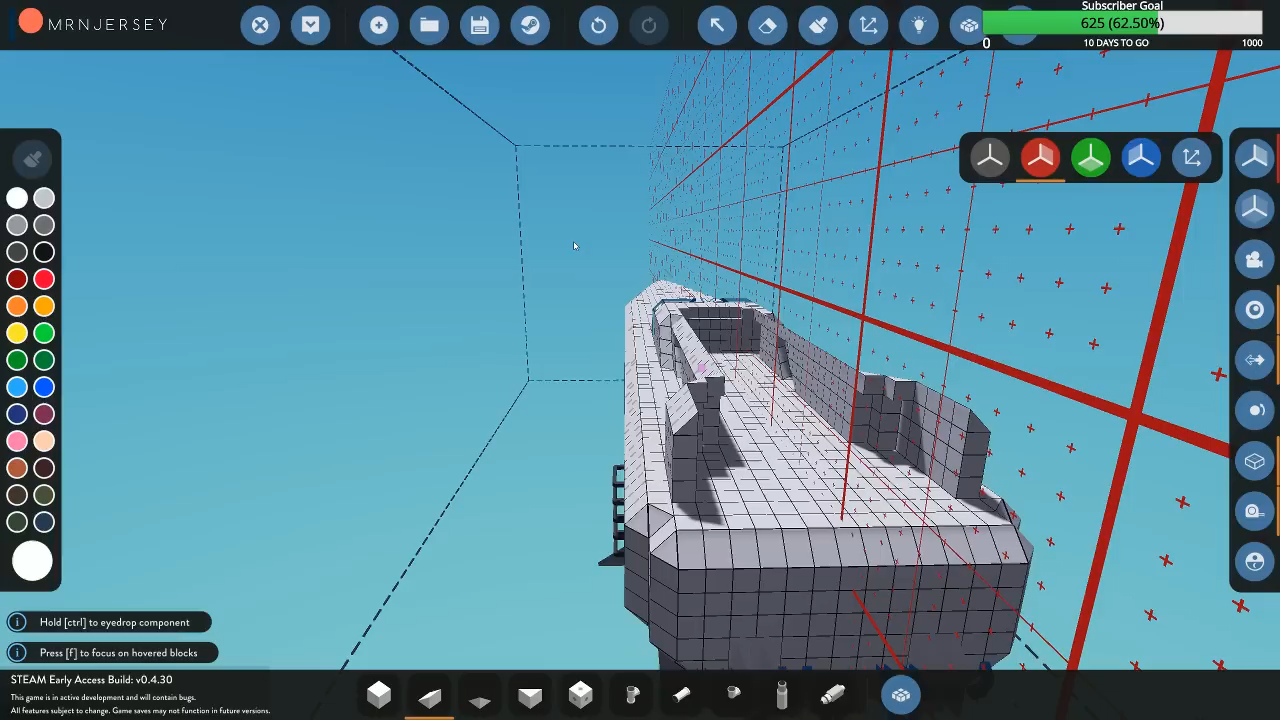 MRNJERSEY
Subscriber Goal
625 (62.50%)
0
10 DAYS TO GO
1000
Hold [ctrl] to eyedrop component
Press [f] to focus on hovered blocks
STEAM Early Access Build: v0.4.30
This game is in active development and will contain bugs.
All features subject to change. Game saves may not function in future versions.